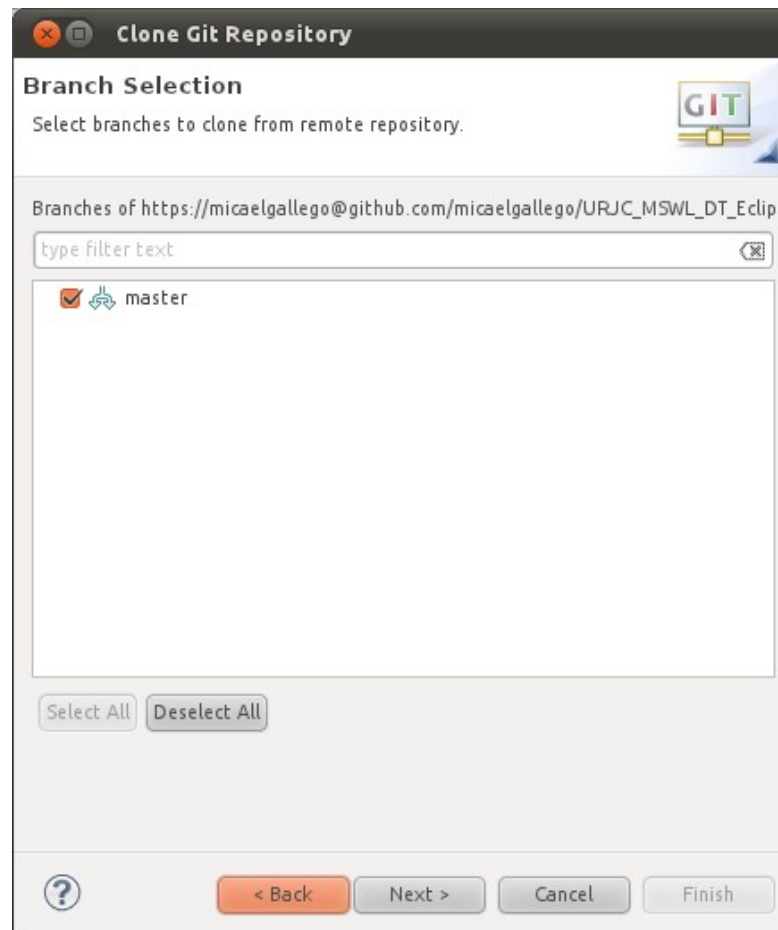 Clone Git Repository
Branch Selection
Select branches to clone from remote repository.
GIT
Branches of https://micaelgallego@github.com/micaelgallego/URJC_MSWL_DT_Eclip
type filter text
master
Select All Deselect All
? < Back Next > Cancel Finish